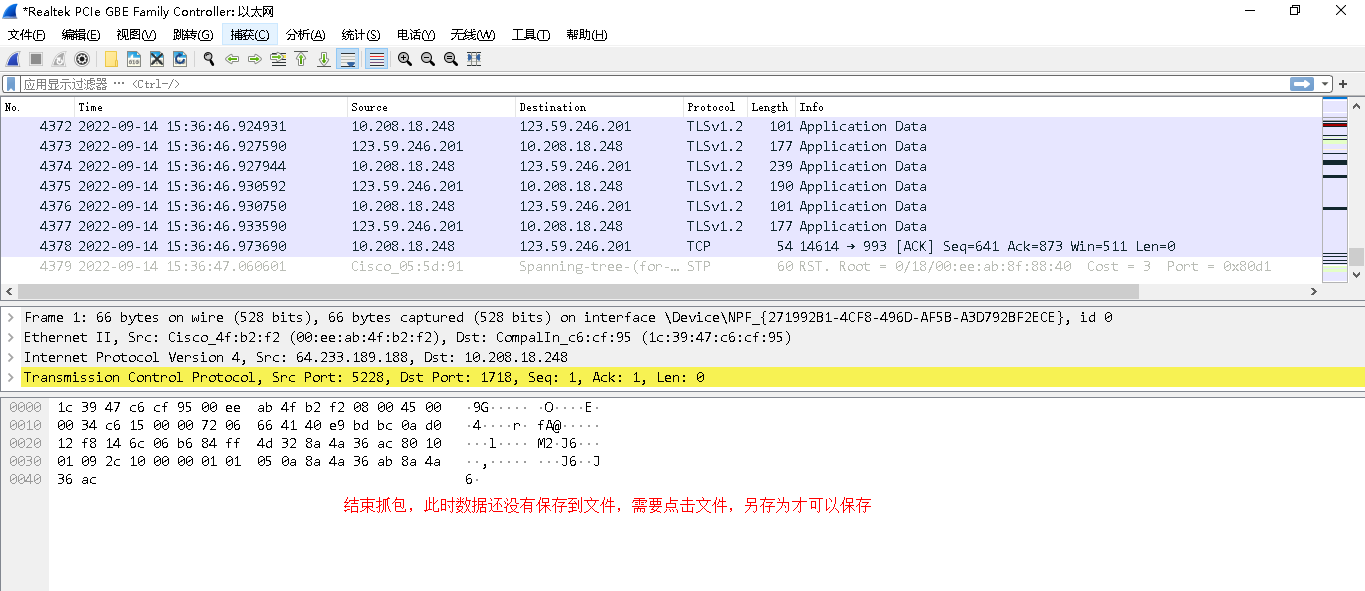 *Realtek PCIe GBE Family Controller: 以太网
文件(F) 编辑(E) 视图(V) 跳转(G) 捕获(C) 分析(A) 统计(S) 电话(Y) 无线(W) 工具(T) 帮助(H)
应用显示过滤器 … <Ctrl-/>
No. Time Source Destination Protocol Length Info
4372 2022-09-14 15:36:46.924931 10.208.18.248 123.59.246.201 TLSv1.2 101 Application Data
4373 2022-09-14 15:36:46.927590 123.59.246.201 10.208.18.248 TLSv1.2 177 Application Data
4374 2022-09-14 15:36:46.927944 10.208.18.248 123.59.246.201 TLSv1.2 239 Application Data
4375 2022-09-14 15:36:46.930592 123.59.246.201 10.208.18.248 TLSv1.2 190 Application Data
4376 2022-09-14 15:36:46.930750 10.208.18.248 123.59.246.201 TLSv1.2 101 Application Data
4377 2022-09-14 15:36:46.933590 123.59.246.201 10.208.18.248 TLSv1.2 177 Application Data
4378 2022-09-14 15:36:46.973690 10.208.18.248 123.59.246.201 TCP 54 14614 → 993 [ACK] Seq=641 Ack=873 Win=511 Len=0
4379 2022-09-14 15:36:47.060601 Cisco_05:5d:91 Spanning-tree-(for-… STP 60 RST. Root = 0/18/00:ee:ab:8f:88:40 Cost = 3 Port = 0x80d1
Frame 1: 66 bytes on wire (528 bits), 66 bytes captured (528 bits) on interface \Device\NPF_{271992B1-4CF8-496D-AF5B-A3D792BF2ECE}, id 0
Ethernet II, Src: Cisco_4f:b2:f2 (00:ee:ab:4f:b2:f2), Dst: CompalIn_c6:cf:95 (1c:39:47:c6:cf:95)
Internet Protocol Version 4, Src: 64.233.189.188, Dst: 10.208.18.248
Transmission Control Protocol, Src Port: 5228, Dst Port: 1718, Seq: 1, Ack: 1, Len: 0
0000 1c 39 47 c6 cf 95 00 ee ab 4f b2 f2 08 00 45 00 ·9G····· ·O····E·
0010 00 34 c6 15 00 00 72 06 66 41 40 e9 bd bc 0a d0 ·4····r· fA@·····
0020 12 f8 14 6c 06 b6 84 ff 4d 32 8a 4a 36 ac 80 10 ···l···· M2·J6···
0030 01 09 2c 10 00 00 01 01 05 0a 8a 4a 36 ab 8a 4a ··,····· ···J6··J
0040 36 ac 6·
结束抓包，此时数据还没有保存到文件，需要点击文件，另存为才可以保存